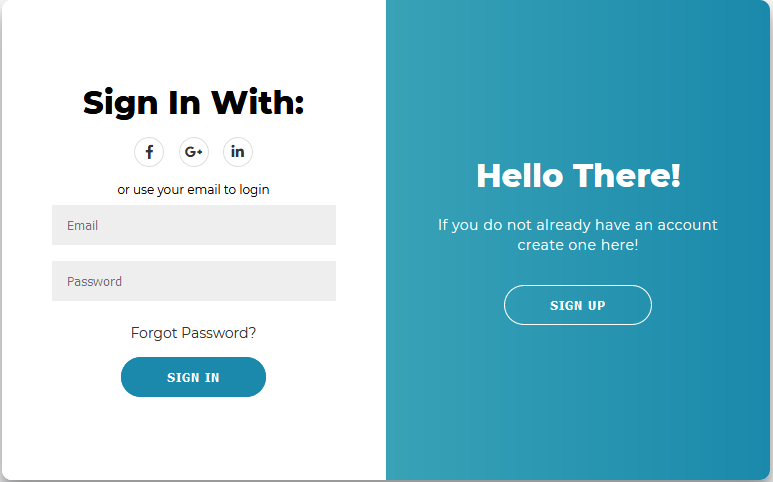 Sign In With:
f G+ in
or use your email to login
Email
Password
Forgot Password?
SIGN IN
Hello There!
If you do not already have an account
create one here!
SIGN UP